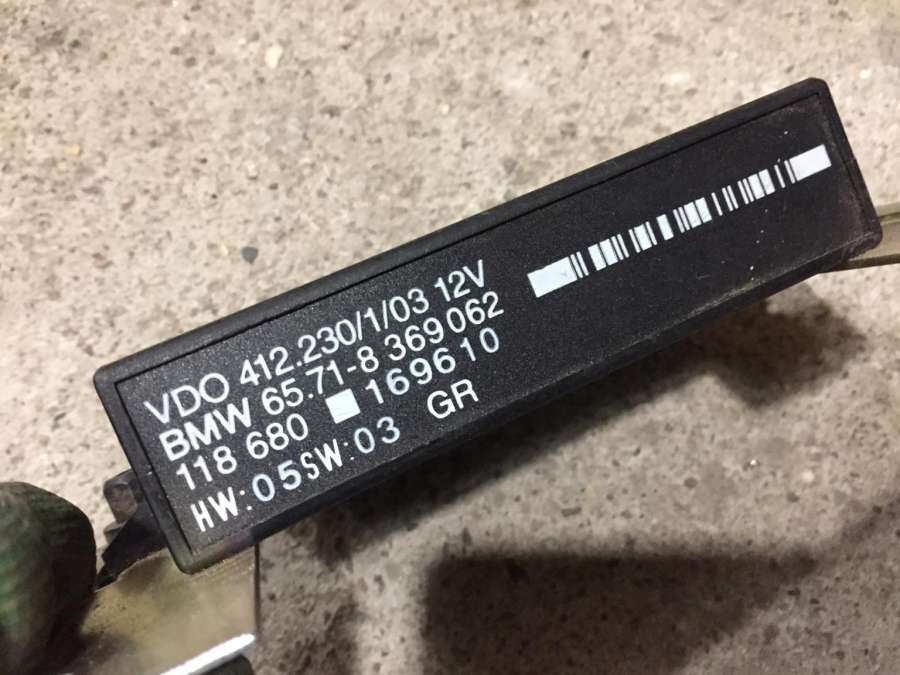 VDO 412.230/1/03 12V
BMW 65.71-8 369 062
118 680 169610
HW:05SW:03 GR